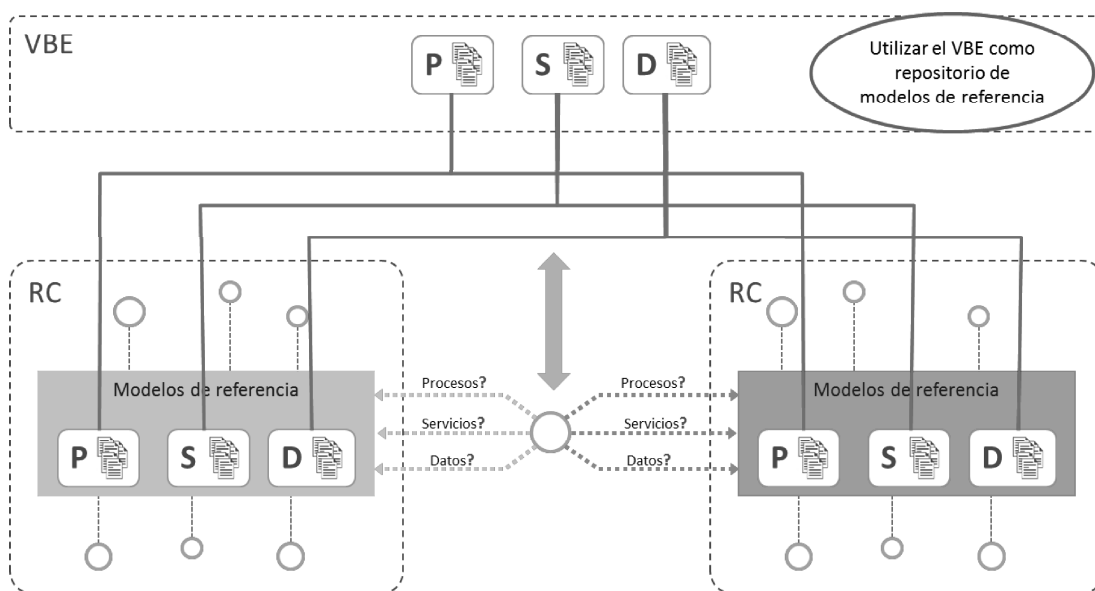 VBE
P
S
D
Utilizar el VBE como
repositorio de
modelos de referencia
RC
Modelos de referencia
P
S
D
Procesos?
Servicios?
Datos?
Procesos?
Servicios?
Datos?
RC
Modelos de referencia
P
S
D